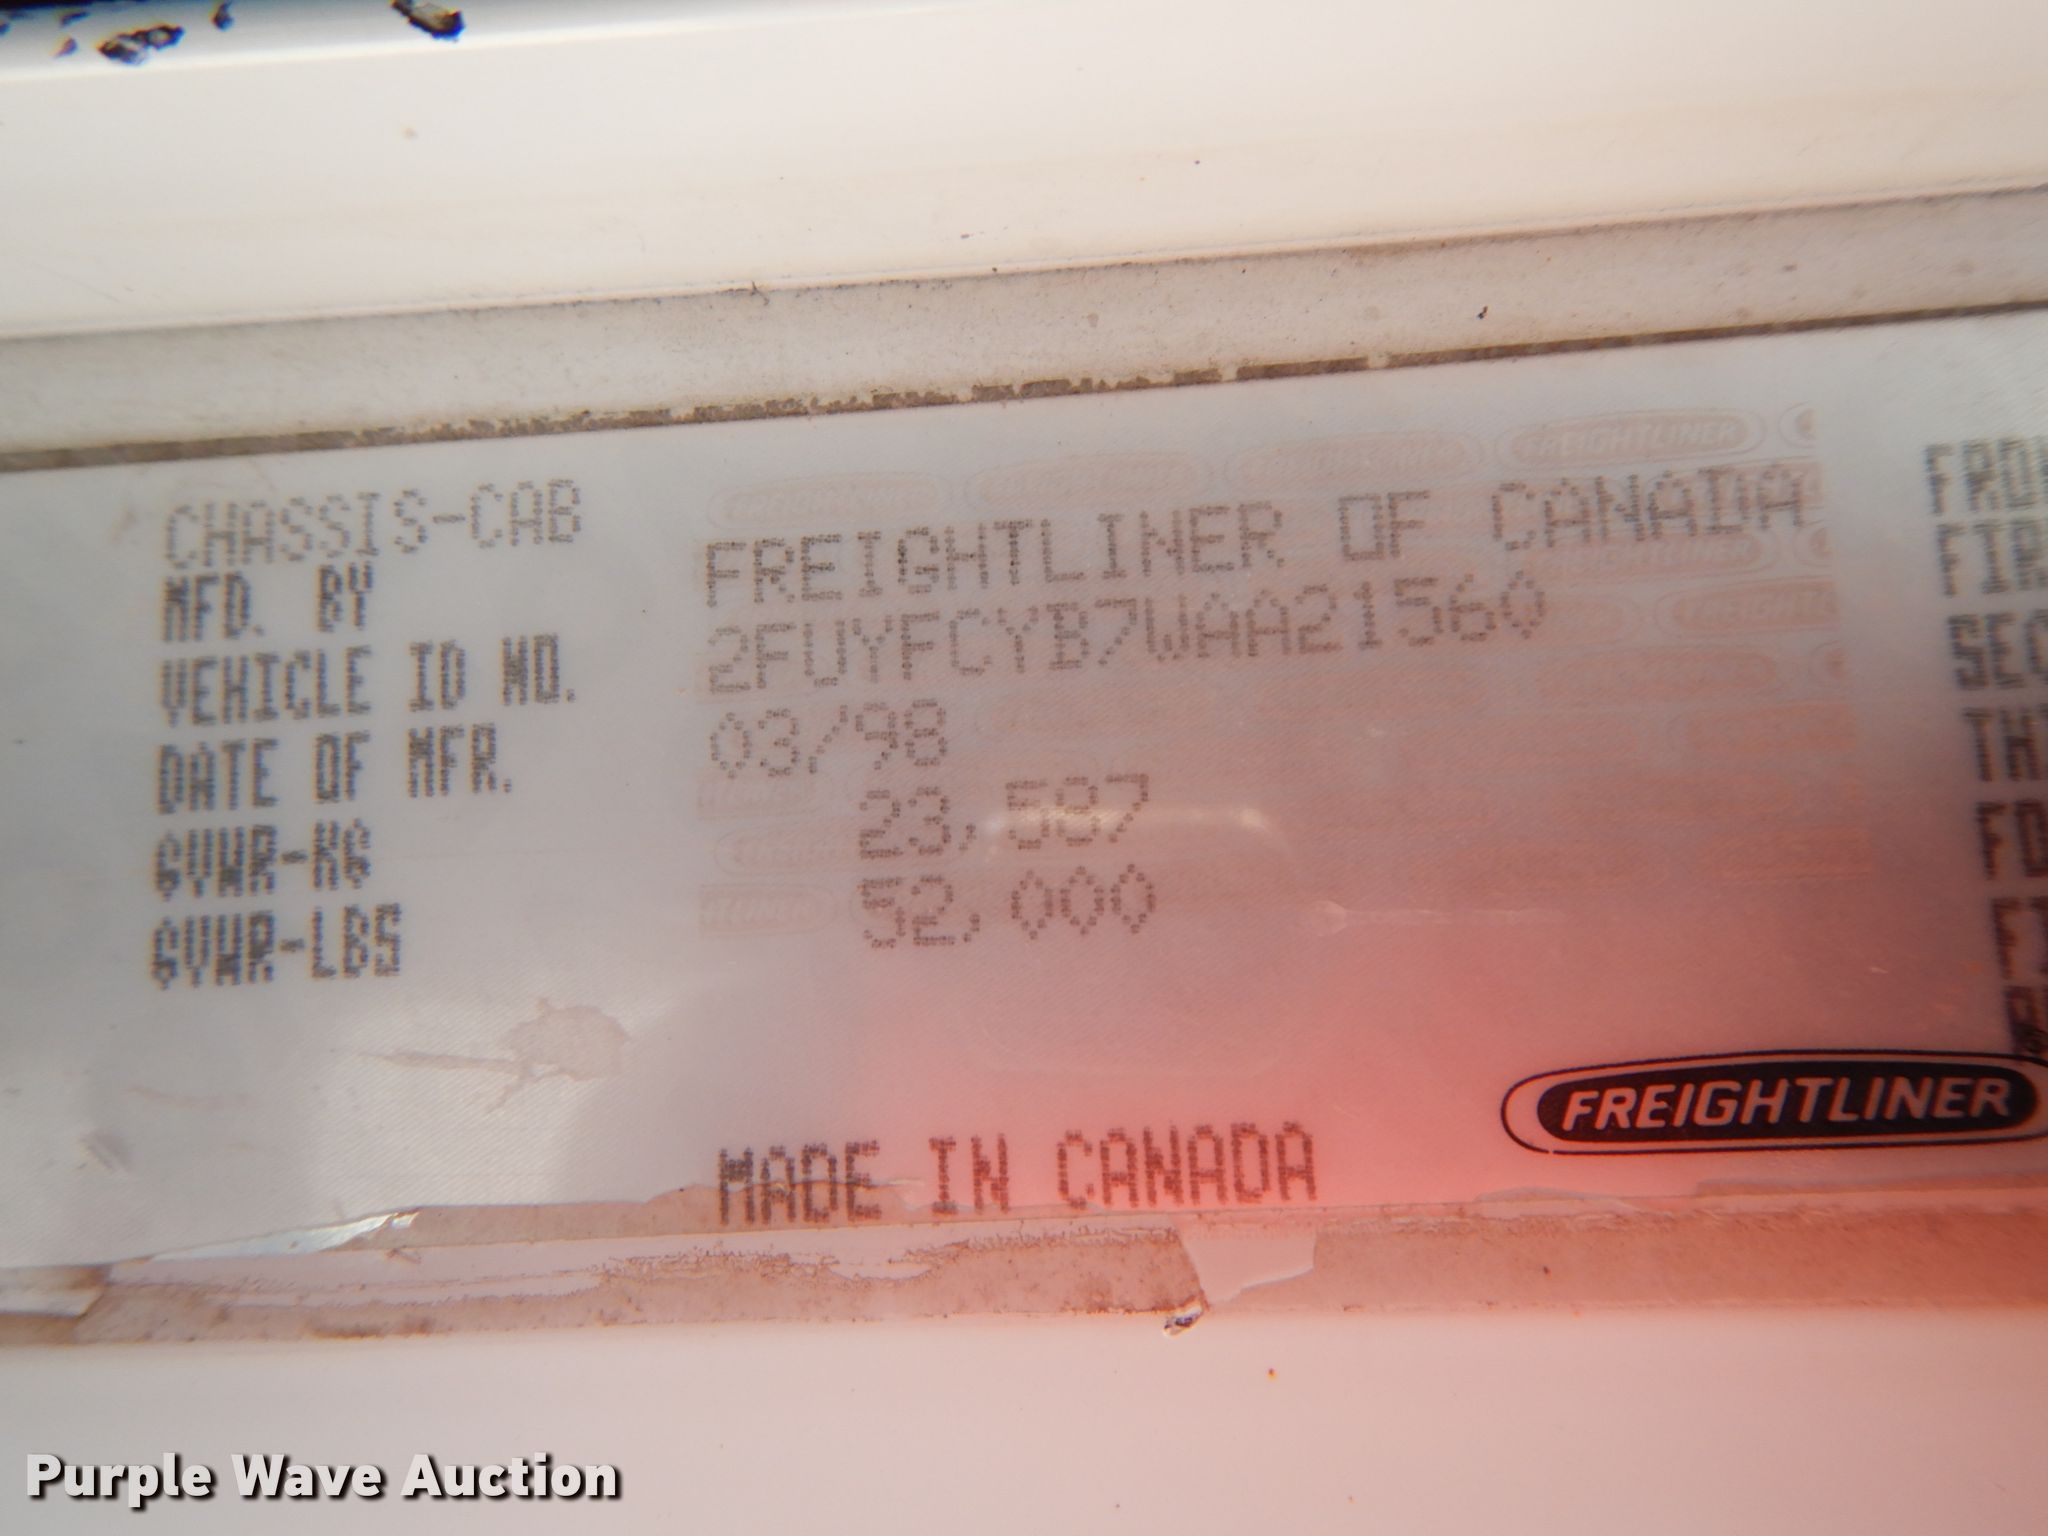 CHASSIS-CAB
MFD. BY FREIGHTLINER OF CANADA
VEHICLE ID NO. 2FUYFCYB7WAA21560
DATE OF MFR. 03/98
GVWR-KG 23,587
GVWR-LBS 52,000
FREIGHTLINER
MADE IN CANADA
Purple Wave Auction